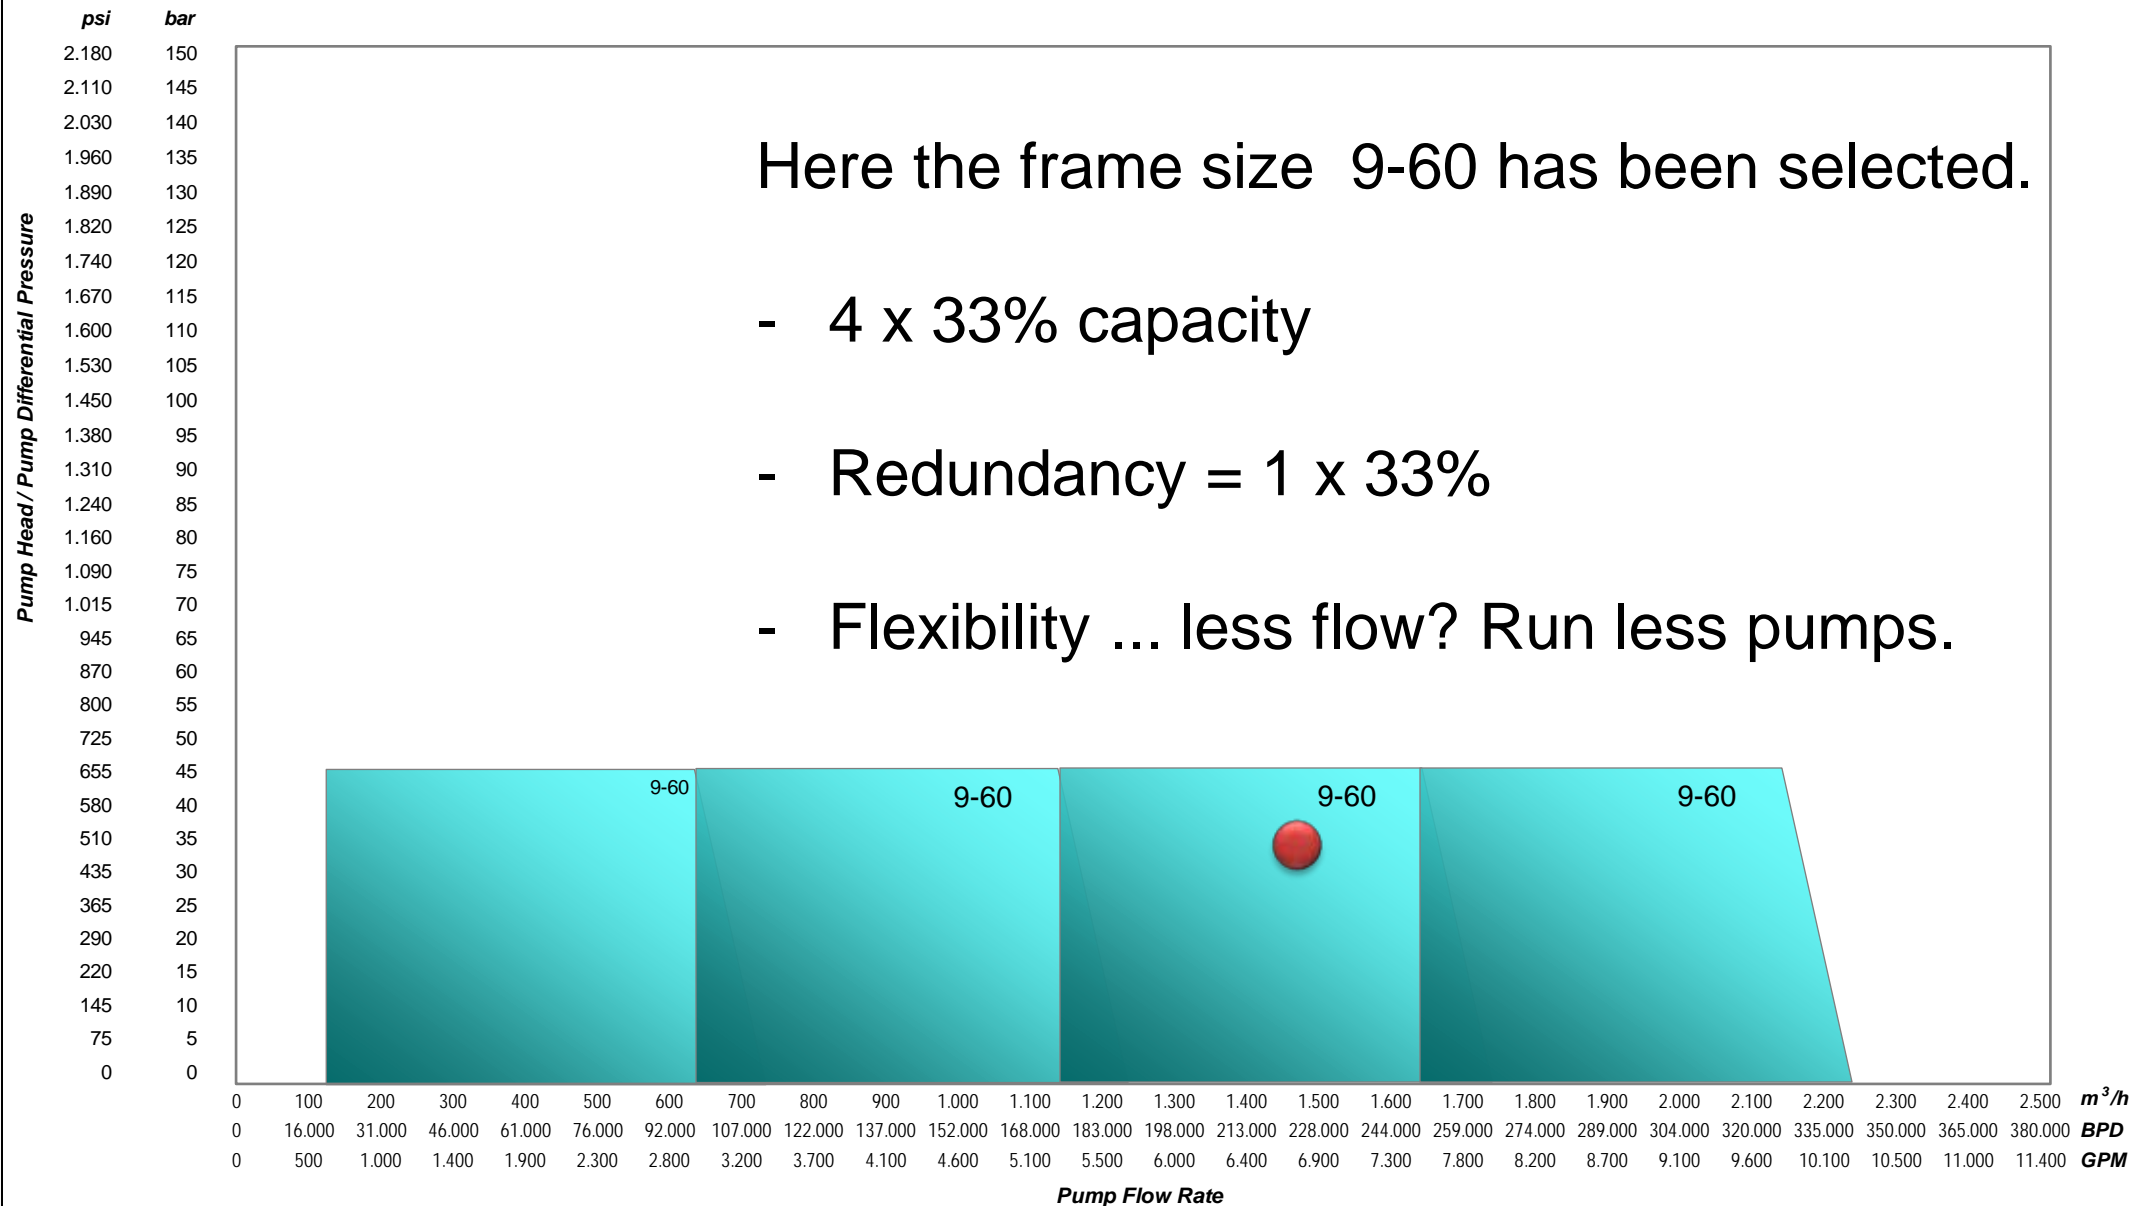 psi bar
2.180 150
2.110 145
2.030 140
1.960 135
1.890 130
1.820 125
1.740 120
1.670 115
1.600 110
1.530 105
1.450 100
1.380 95
1.310 90
1.240 85
1.160 80
1.090 75
1.015 70
945 65
870 60
800 55
725 50
655 45
580 40
510 35
435 30
365 25
290 20
220 15
145 10
75 5
0 0
Pump Head / Pump Differential Pressure
Here the frame size 9-60 has been selected.
- 4 x 33% capacity
- Redundancy = 1 x 33%
- Flexibility ... less flow? Run less pumps.
9-60 9-60 9-60 9-60
0 100 200 300 400 500 600 700 800 900 1.000 1.100 1.200 1.300 1.400 1.500 1.600 1.700 1.800 1.900 2.000 2.100 2.200 2.300 2.400 2.500 m³/h
0 16.000 31.000 46.000 61.000 76.000 92.000 107.000 122.000 137.000 152.000 168.000 183.000 198.000 213.000 228.000 244.000 259.000 274.000 289.000 304.000 320.000 335.000 350.000 365.000 380.000 BPD
0 500 1.000 1.400 1.900 2.300 2.800 3.200 3.700 4.100 4.600 5.100 5.500 6.000 6.400 6.900 7.300 7.800 8.200 8.700 9.100 9.600 10.100 10.500 11.000 11.400 GPM
Pump Flow Rate